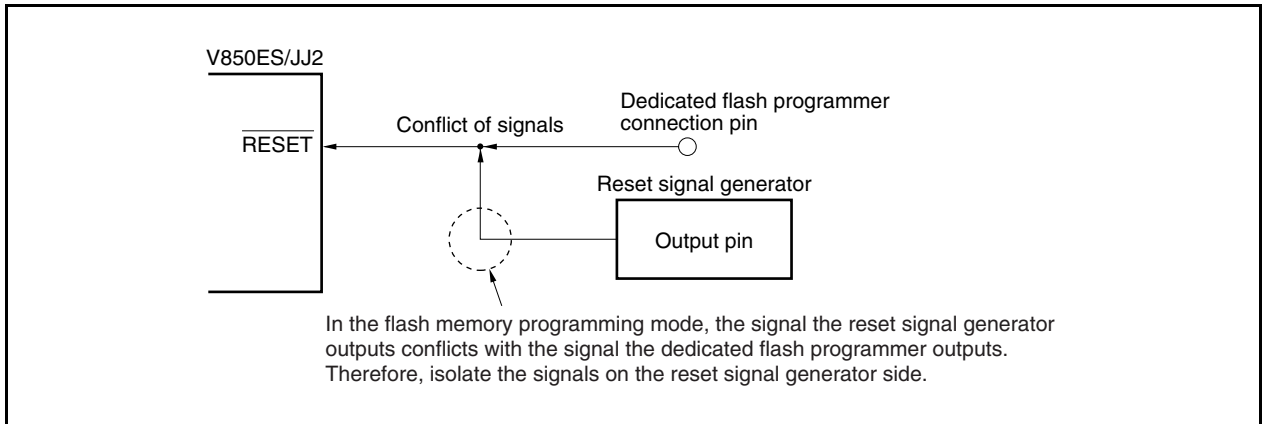 V850ES/JJ2
RESET
Conflict of signals
Dedicated flash programmer
connection pin
Reset signal generator
Output pin
In the flash memory programming mode, the signal the reset signal generator
outputs conflicts with the signal the dedicated flash programmer outputs.
Therefore, isolate the signals on the reset signal generator side.